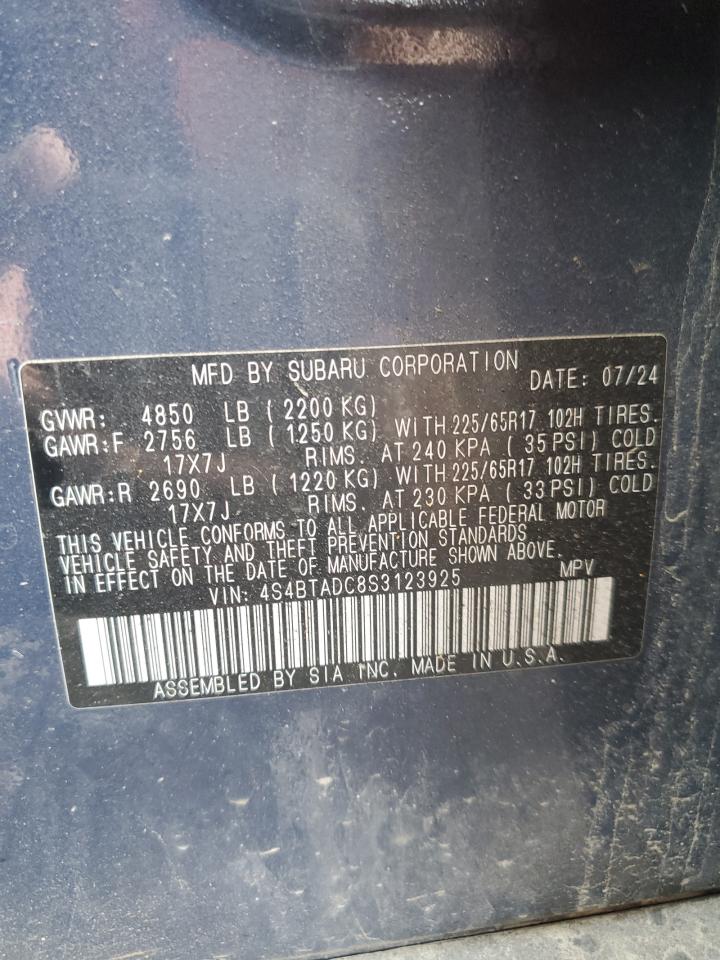 MFD BY SUBARU CORPORATION DATE: 07/24
GVWR: 4850 LB ( 2200 KG)
GAWR:F 2756 LB ( 1250 KG) WITH 225/65R17 102H TIRES.
17X7J RIMS. AT 240 KPA ( 35 PSI) COLD
GAWR:R 2690 LB ( 1220 KG) WITH 225/65R17 102H TIRES.
17X7J RIMS. AT 230 KPA ( 33 PSI) COLD
THIS VEHICLE CONFORMS TO ALL APPLICABLE FEDERAL MOTOR
VEHICLE SAFETY AND THEFT PREVENTION STANDARDS
IN EFFECT ON THE DATE OF MANUFACTURE SHOWN ABOVE.
VIN: 4S4BTADC8S3123925 MPV
ASSEMBLED BY SIA INC. MADE IN U.S.A.